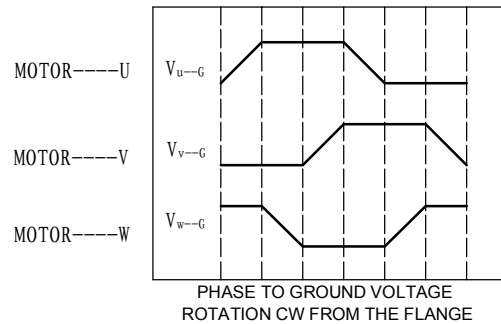 MOTOR----U Vu--G
MOTOR----V Vv--G
MOTOR----W Vw--G
PHASE TO GROUND VOLTAGE
ROTATION CW FROM THE FLANGE